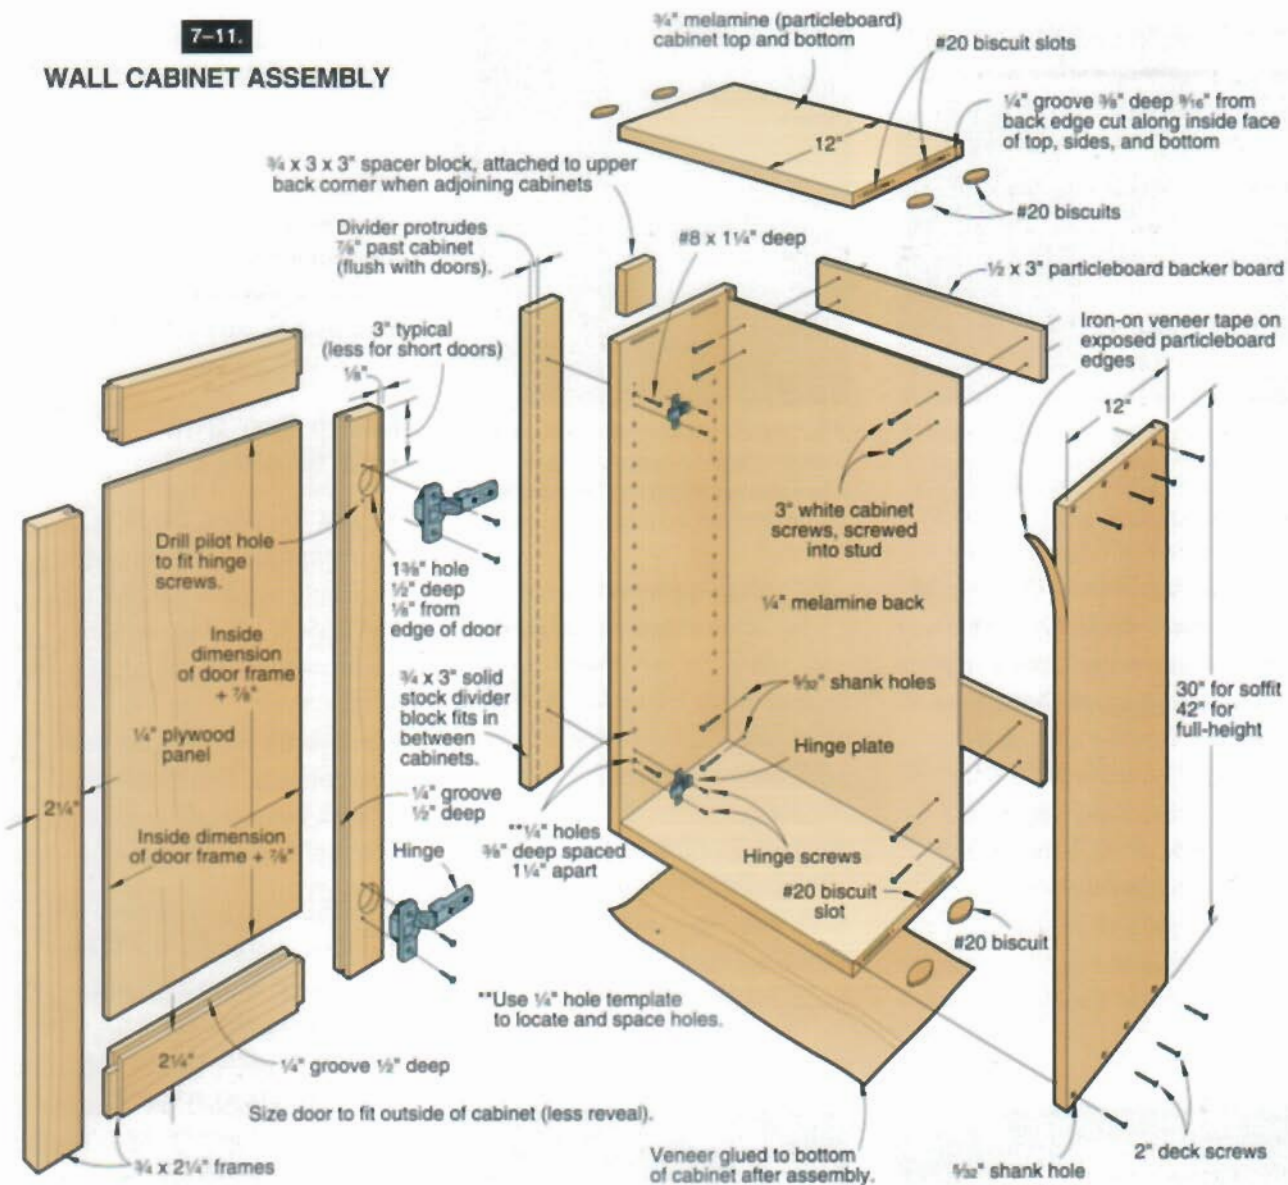 7–11.
WALL CABINET ASSEMBLY
¾" melamine (particleboard)
cabinet top and bottom
#20 biscuit slots
¼" groove ⅜" deep 9/16" from
back edge cut along inside face
of top, sides, and bottom
12"
#20 biscuits
¾ x 3 x 3" spacer block, attached to upper
back corner when adjoining cabinets
Divider protrudes
⅞" past cabinet
(flush with doors).
#8 x 1¼" deep
½ x 3" particleboard backer board
Iron-on veneer tape on
exposed particleboard
edges
12"
3" typical
(less for short doors)
⅛"
3" white cabinet
screws, screwed
into stud
Drill pilot hole
to fit hinge
screws.
1⅜" hole
½" deep
⅛" from
edge of door
¼" melamine back
Inside
dimension
of door frame
+ ⅞"
¾ x 3" solid
stock divider
block fits in
between
cabinets.
5/32" shank holes
30" for soffit
42" for
full-height
¼" plywood
panel
Hinge plate
2¼"
¼" groove
½" deep
Inside dimension
of door frame + ⅞"
Hinge
**¼" holes
⅜" deep spaced
1¼" apart
Hinge screws
#20 biscuit
slot
#20 biscuit
**Use ¼" hole template
to locate and space holes.
2¼"
¼" groove ½" deep
Size door to fit outside of cabinet (less reveal).
¾ x 2¼" frames
Veneer glued to bottom
of cabinet after assembly.
5/32" shank hole
2" deck screws